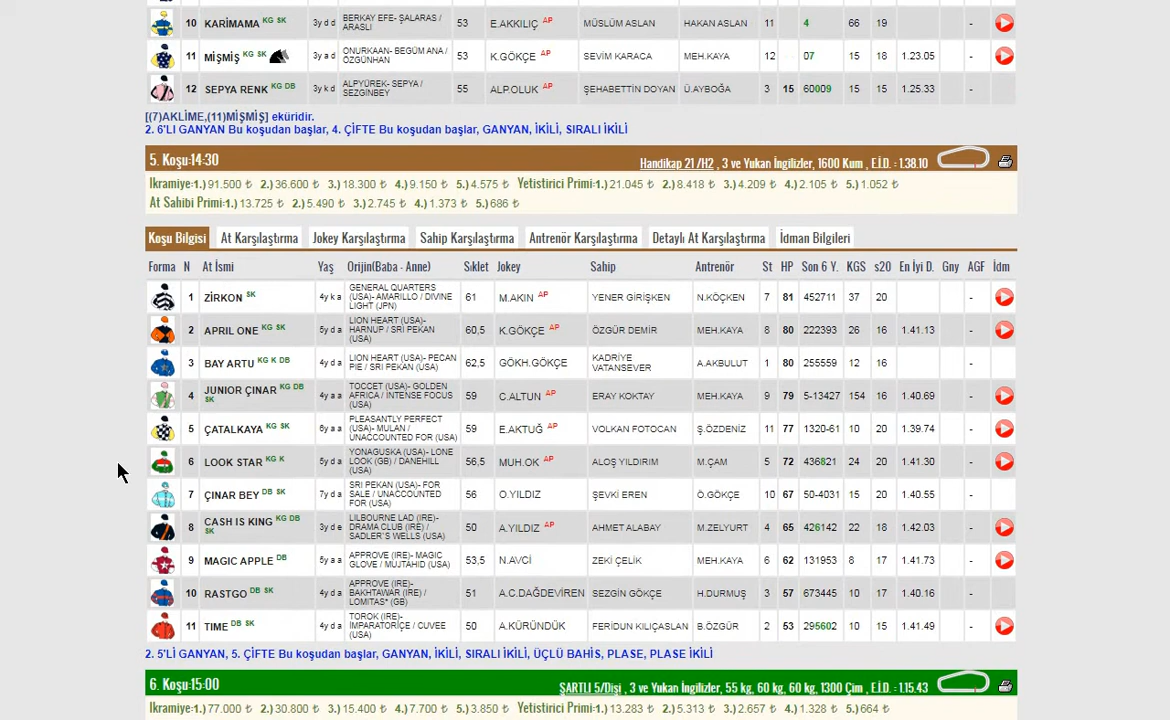 10 KARİMAMA KG SK 3y d d BERKAY EFE- ŞALARAS / ARASLI 53 E.AKKILIÇ AP MÜSLÜM ASLAN HAKAN ASLAN 11 4 66 19 -
11 MİŞMİŞ KG SK 3y a d ONURKAAN- BEGÜM ANA / ÖZGÜNHAN 53 K.GÖKÇE AP SEVİM KARACA MEH.KAYA 12 07 15 18 1.23.05 -
12 SEPYA RENK KG DB 3y k d ALPYÜREK- SEPYA / SEZGİNBEY 55 ALP.OLUK AP ŞEHABETTİN DOYAN Ü.AYBOĞA 3 15 60009 15 15 1.25.33 -
[(7)AKLİME,(11)MİŞMİŞ] eküridir.
2. 6'LI GANYAN Bu koşudan başlar, 4. ÇİFTE Bu koşudan başlar, GANYAN, İKİLİ, SIRALI İKİLİ
5. Koşu:14:30 Handikap 21 /H2 , 3 ve Yukarı İngilizler, 1600 Kum , E.İ.D. : 1.38.10
İkramiye:1.) 91.500 ₺ 2.) 36.600 ₺ 3.) 18.300 ₺ 4.) 9.150 ₺ 5.) 4.575 ₺ Yetistirici Primi:1.) 21.045 ₺ 2.) 8.418 ₺ 3.) 4.209 ₺ 4.) 2.105 ₺ 5.) 1.052 ₺
At Sahibi Primi:1.) 13.725 ₺ 2.) 5.490 ₺ 3.) 2.745 ₺ 4.) 1.373 ₺ 5.) 686 ₺
Koşu Bilgisi At Karşılaştırma Jokey Karşılaştırma Sahip Karşılaştırma Antrenör Karşılaştırma Detaylı At Karşılaştırma İdman Bilgileri
Forma N At İsmi Yaş Orijin(Baba - Anne) Sıklet Jokey Sahip Antrenör St HP Son 6 Y. KGS s20 En İyi D. Gny AGF İdm
1 ZİRKON SK 4y k a GENERAL QUARTERS (USA)- AMARILLO / DIVINE LIGHT (JPN) 61 M.AKIN AP YENER GİRİŞKEN N.KÖÇKEN 7 81 452711 37 20 -
2 APRIL ONE KG SK 5y d a LION HEART (USA)- HARNUP / SRI PEKAN (USA) 60,5 K.GÖKÇE AP ÖZGÜR DEMİR MEH.KAYA 8 80 222393 26 16 1.41.13 -
3 BAY ARTU KG K DB 4y d a LION HEART (USA)- PECAN PIE / SRI PEKAN (USA) 62,5 GÖKH.GÖKÇE KADRİYE VATANSEVER A.AKBULUT 1 80 255559 12 16 -
4 JUNIOR ÇINAR KG DB SK 4y a a TOCCET (USA)- GOLDEN AFRICA / INTENSE FOCUS (USA) 59 C.ALTUN AP ERAY KOKTAY MEH.KAYA 9 79 5-13427 154 16 1.40.69 -
5 ÇATALKAYA KG SK 6y a a PLEASANTLY PERFECT (USA)- MULAN / UNACCOUNTED FOR (USA) 59 E.AKTUĞ AP VOLKAN FOTOCAN Ş.ÖZDENİZ 11 77 1320-61 10 20 1.39.74 -
6 LOOK STAR KG K 5y d a YONAGUSKA (USA)- LONE LOOK (GB) / DANEHILL (USA) 56,5 MUH.OK AP ALOŞ YILDIRIM M.ÇAM 5 72 436821 24 20 1.41.30 -
7 ÇINAR BEY DB SK 7y d a SRI PEKAN (USA)- FOR SALE / UNACCOUNTED FOR (USA) 56 O.YILDIZ ŞEVKİ EREN Ö.GÖKÇE 10 67 50-4031 15 20 1.40.55 -
8 CASH IS KING KG DB SK 3y d e LILBOURNE LAD (IRE)- DRAMA CLUB (IRE) / SADLER'S WELLS (USA) 50 A.YILDIZ AP AHMET ALABAY M.ZELYURT 4 65 426142 22 18 1.42.03 -
9 MAGIC APPLE DB 5y a a APPROVE (IRE)- MAGIC GLOVE / MUJTAHID (USA) 53,5 N.AVCİ ZEKİ ÇELİK MEH.KAYA 6 62 131953 8 17 1.41.73 -
10 RASTGO DB SK 4y d a APPROVE (IRE)- BAKHTAWAR (IRE) / LOMITAS* (GB) 51 A.C.DAĞDEVİREN SEZGİN GÖKÇE H.DURMUŞ 3 57 673445 10 17 1.40.16 -
11 TIME DB SK 4y d a TOROK (IRE)- İMPARATORİÇE / CUVEE (USA) 50 A.KÜRÜNDÜK FERİDUN KILIÇASLAN B.ÖZGÜR 2 53 295602 10 15 1.41.49 -
2. 5'Lİ GANYAN, 5. ÇİFTE Bu koşudan başlar, GANYAN, İKİLİ, SIRALI İKİLİ, ÜÇLÜ BAHİS, PLASE, PLASE İKİLİ
6. Koşu:15:00 ŞARTLI 5/Dişi , 3 ve Yukarı İngilizler, 55 kg, 60 kg, 60 kg, 1300 Çim , E.İ.D. : 1.15.43
İkramiye:1.) 77.000 ₺ 2.) 30.800 ₺ 3.) 15.400 ₺ 4.) 7.700 ₺ 5.) 3.850 ₺ Yetistirici Primi:1.) 13.283 ₺ 2.) 5.313 ₺ 3.) 2.657 ₺ 4.) 1.328 ₺ 5.) 664 ₺